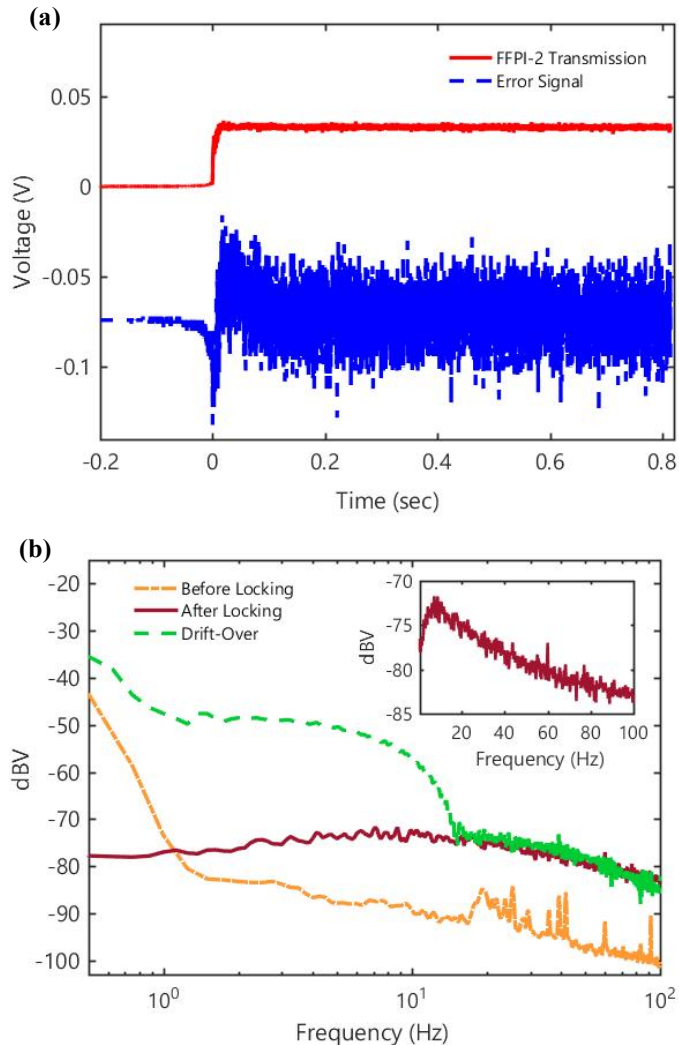 (a)
FFPI-2 Transmission
Error Signal
0.05
0
-0.05
-0.1
Voltage (V)
-0.2
0
0.2
0.4
0.6
0.8
Time (sec)
(b)
Before Locking
After Locking
Drift-Over
-20
-30
-40
-50
-60
-70
-80
-90
-100
dBV
-70
-75
-80
-85
dBV
20 40 60 80 100
Frequency (Hz)
10^0
10^1
10^2
Frequency (Hz)